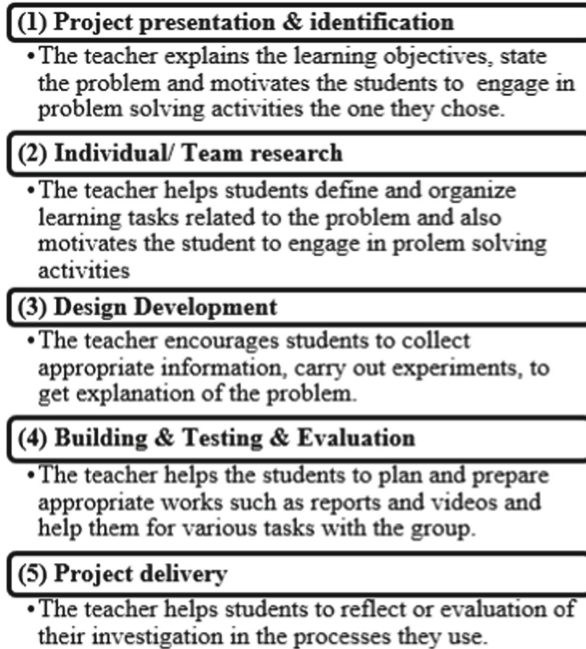 (1) Project presentation & identification
•The teacher explains the learning objectives, state
the problem and motivates the students to engage in
problem solving activities the one they chose.
(2) Individual/ Team research
•The teacher helps students define and organize
learning tasks related to the problem and also
motivates the student to engage in prolem solving
activities
(3) Design Development
•The teacher encourages students to collect
appropriate information, carry out experiments, to
get explanation of the problem.
(4) Building & Testing & Evaluation
•The teacher helps the students to plan and prepare
appropriate works such as reports and videos and
help them for various tasks with the group.
(5) Project delivery
•The teacher helps students to reflect or evaluation of
their investigation in the processes they use.